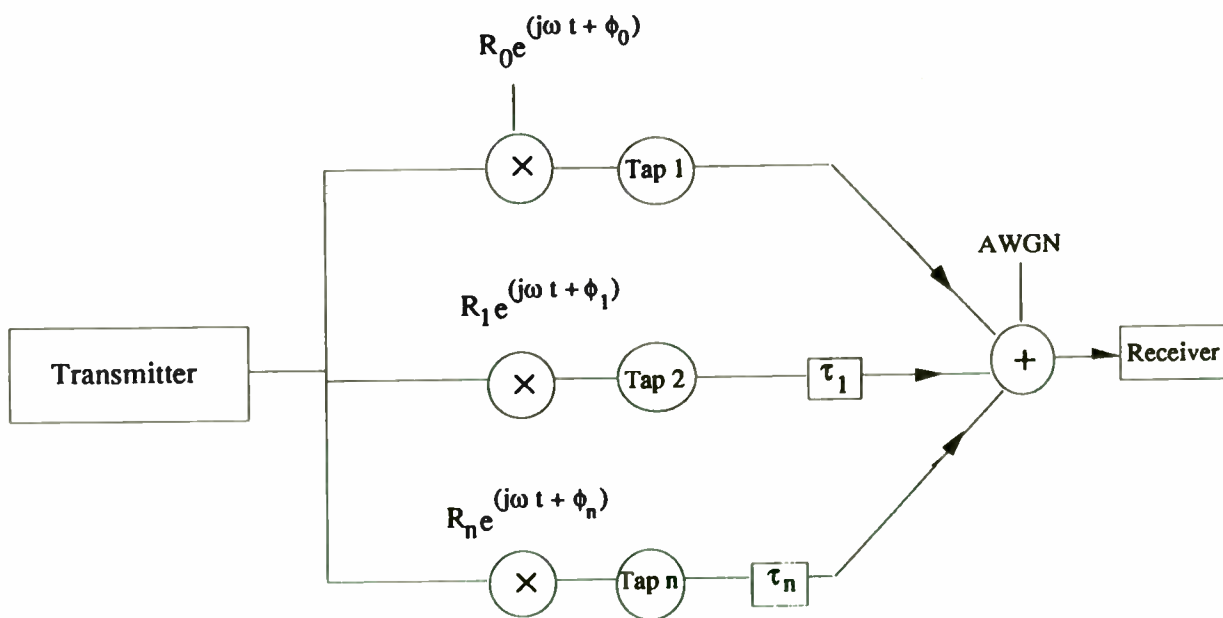 R₀e^(jω t + ϕ₀)
× Tap 1
AWGN
R₁e^(jω t + ϕ₁)
Transmitter × Tap 2 τ₁ + Receiver
Rₙe^(jω t + ϕₙ)
× Tap n τₙ